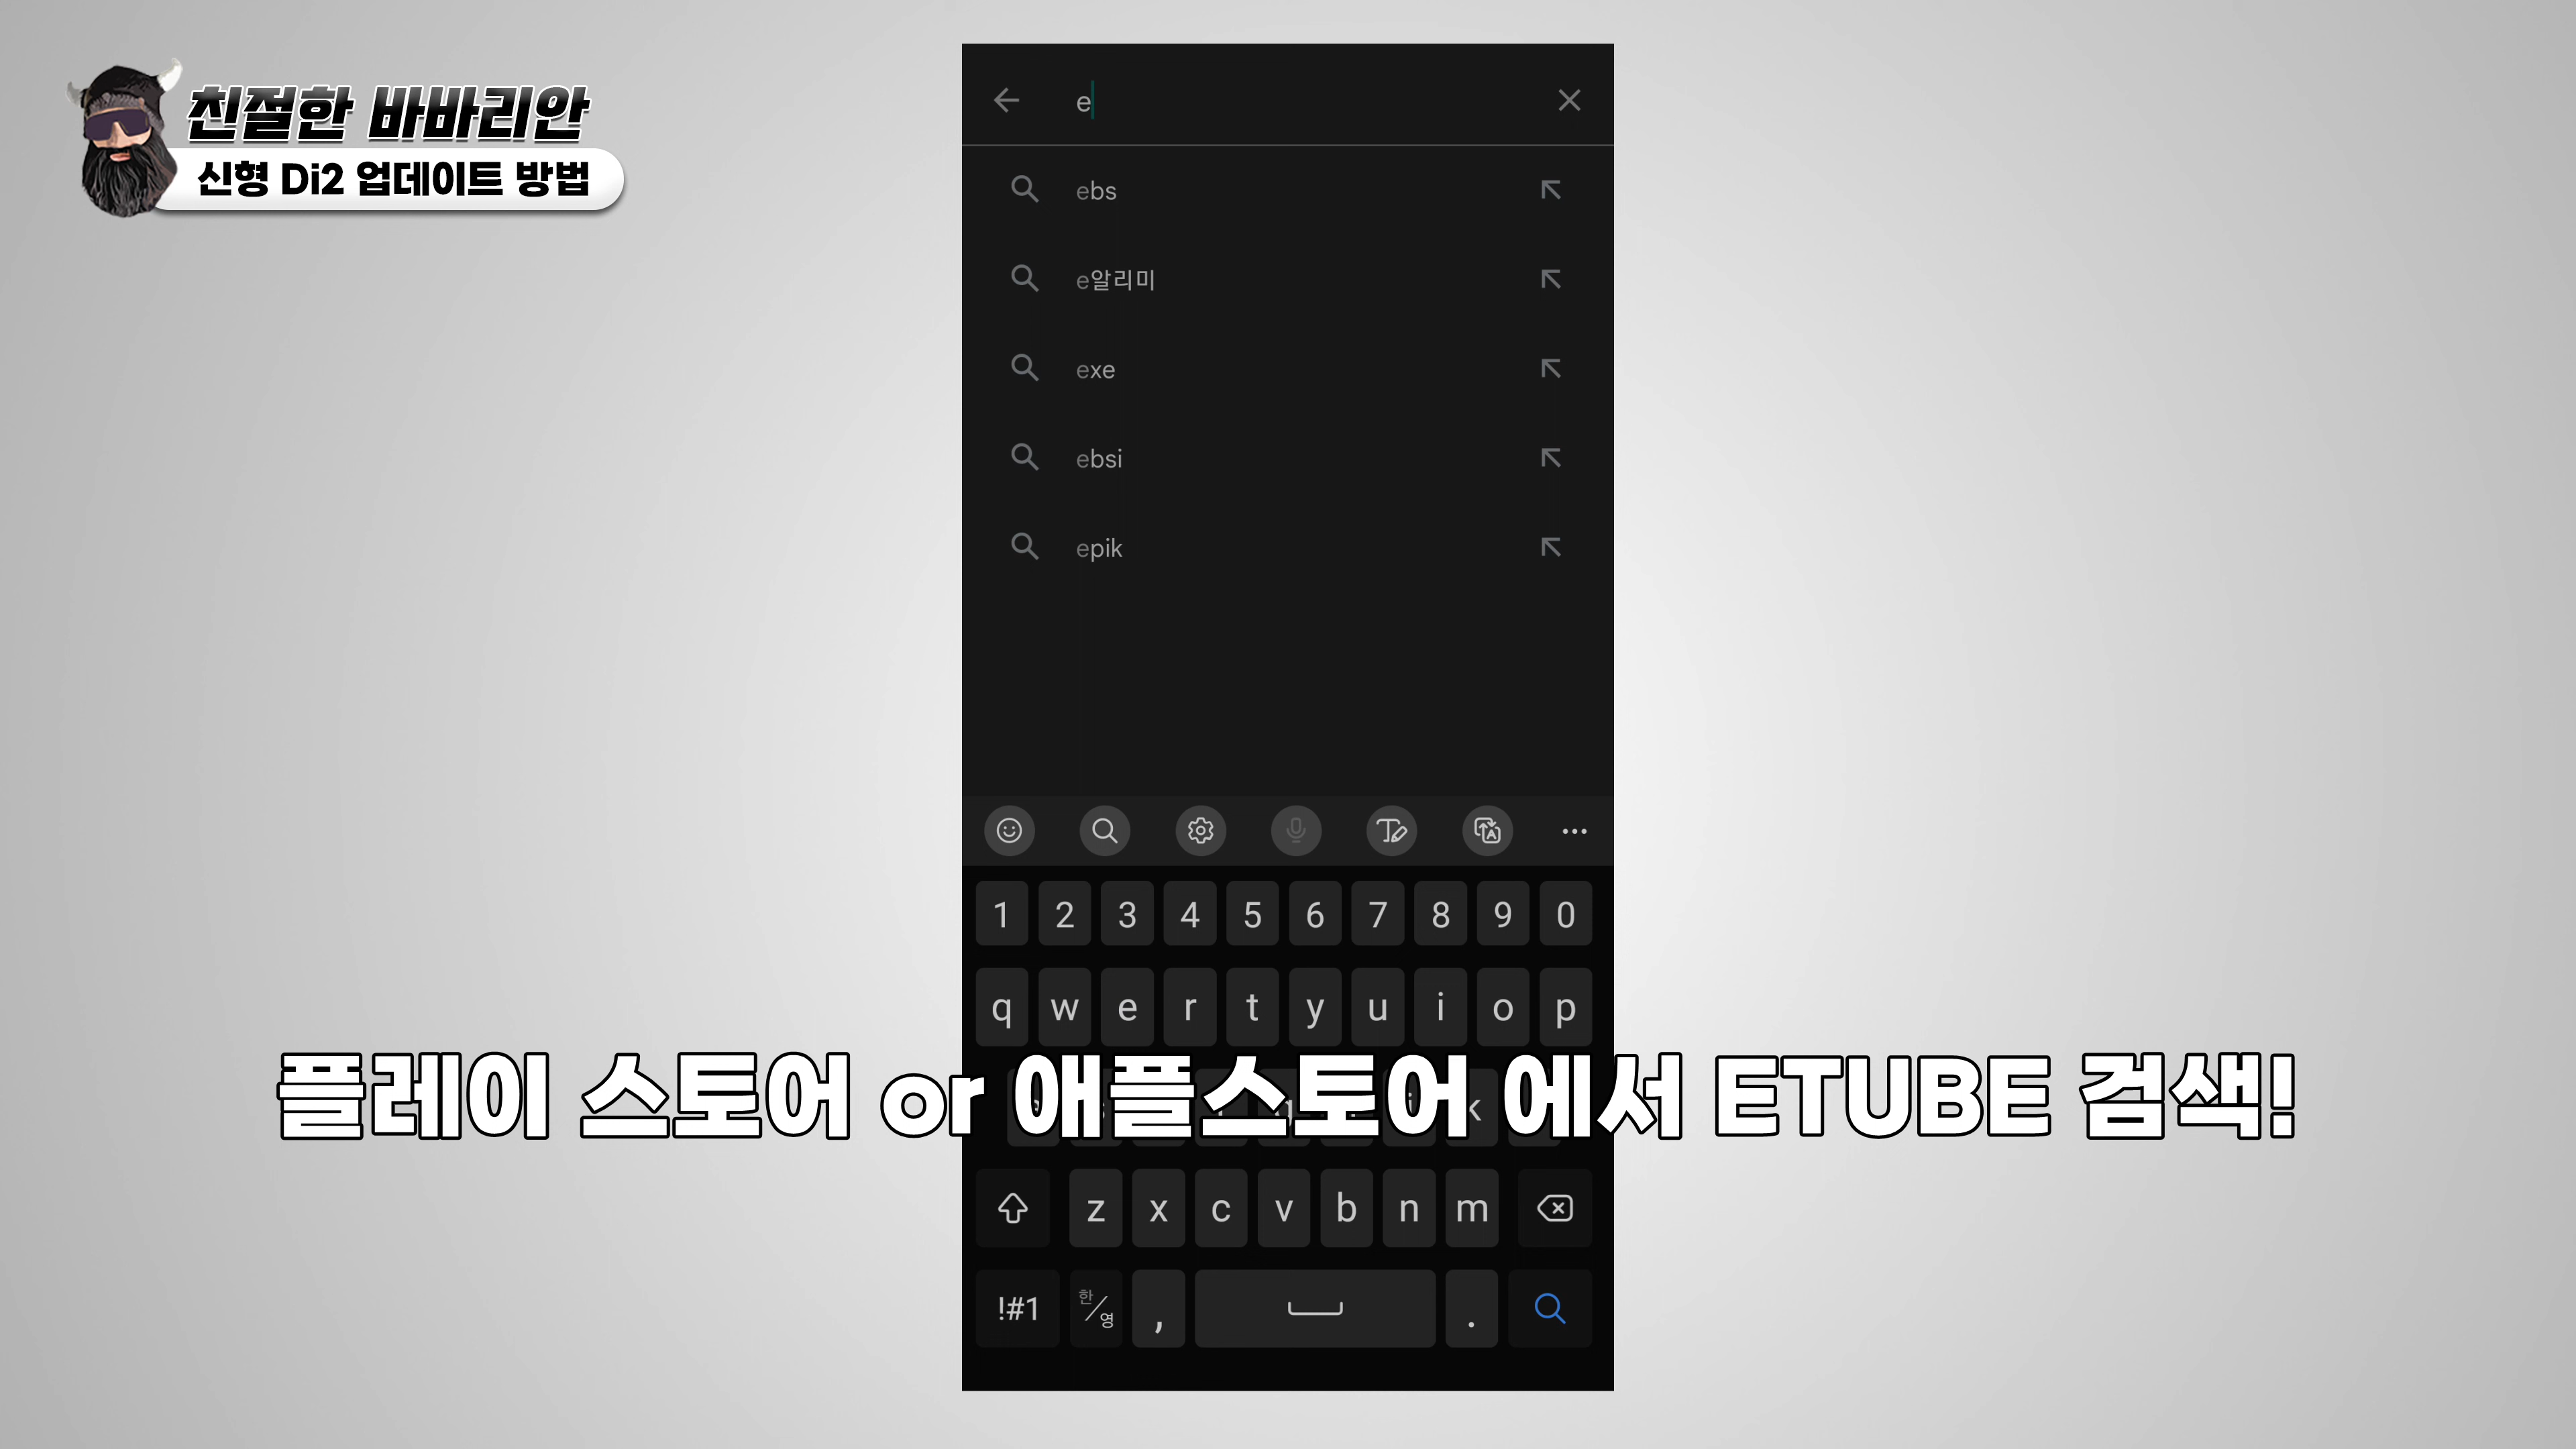 친절한 바바리안
신형 Di2 업데이트 방법
e
ebs
e알리미
exe
ebsi
epik
1 2 3 4 5 6 7 8 9 0
q w e r t y u i o p
플레이 스토어 or 애플스토어 에서 ETUBE 검색!
k
z x c v b n m
!#1 한/영 , .